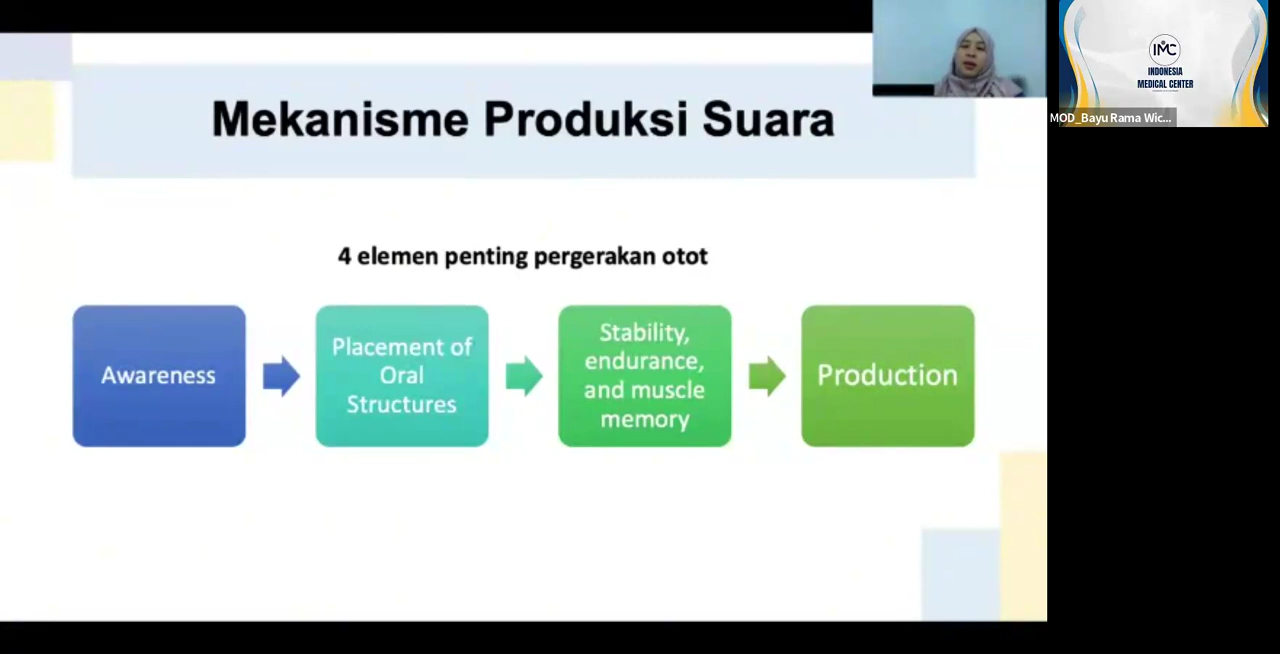 Mekanisme Produksi Suara
4 elemen penting pergerakan otot
Awareness
Placement of
Oral
Structures
Stability,
endurance,
and muscle
memory
Production
IMC
INDONESIA
MEDICAL CENTER
MOD_Bayu Rama Wic...